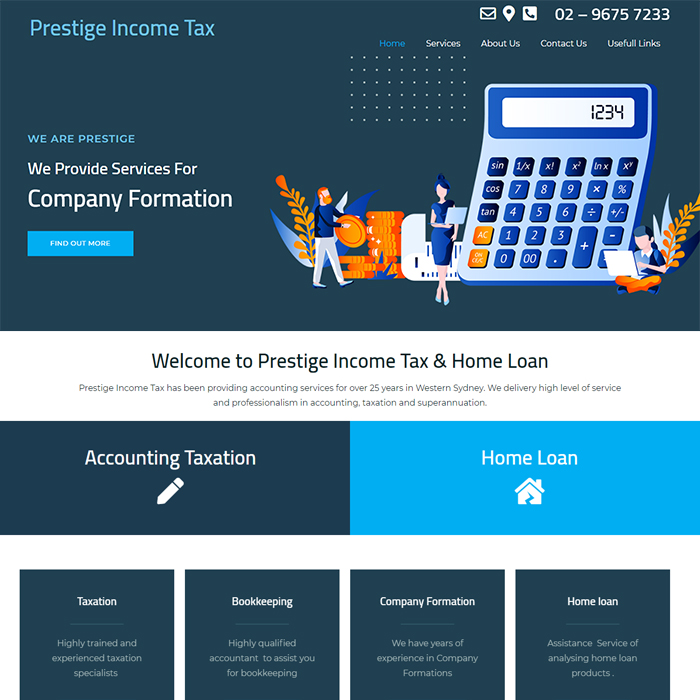 Prestige Income Tax
02 – 9675 7233
Home Services About Us Contact Us Usefull Links
WE ARE PRESTIGE
We Provide Services For
Company Formation
FIND OUT MORE
1234
sin 1/x x! x² ln x x^y
cos 7 8 9 × %
tan 4 5 6 ÷ +/-
AC 1 2 3 + −
ON CE/C 0 00 .
Welcome to Prestige Income Tax & Home Loan
Prestige Income Tax has been providing accounting services for over 25 years in Western Sydney. We delivery high level of service
and professionalism in accounting, taxation and superannuation.
Accounting Taxation
Home Loan
Taxation
Highly trained and
experienced taxation
specialists
Bookkeeping
Highly qualified
accountant to assist you
for bookkeeping
Company Formation
We have years of
experience in Company
Formations
Home loan
Assistance Service of
analysing home loan
products .